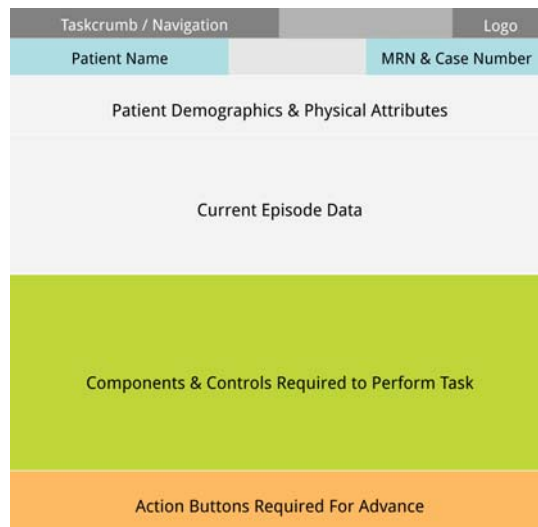 Taskcrumb / Navigation
Logo
Patient Name
MRN & Case Number
Patient Demographics & Physical Attributes
Current Episode Data
Components & Controls Required to Perform Task
Action Buttons Required For Advance